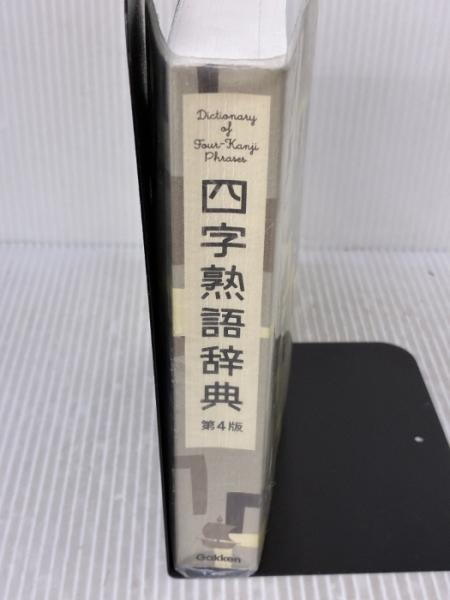 Dictionary
of
Four-Kanji
Phrases
四字熟語辞典
第4版
Gakken